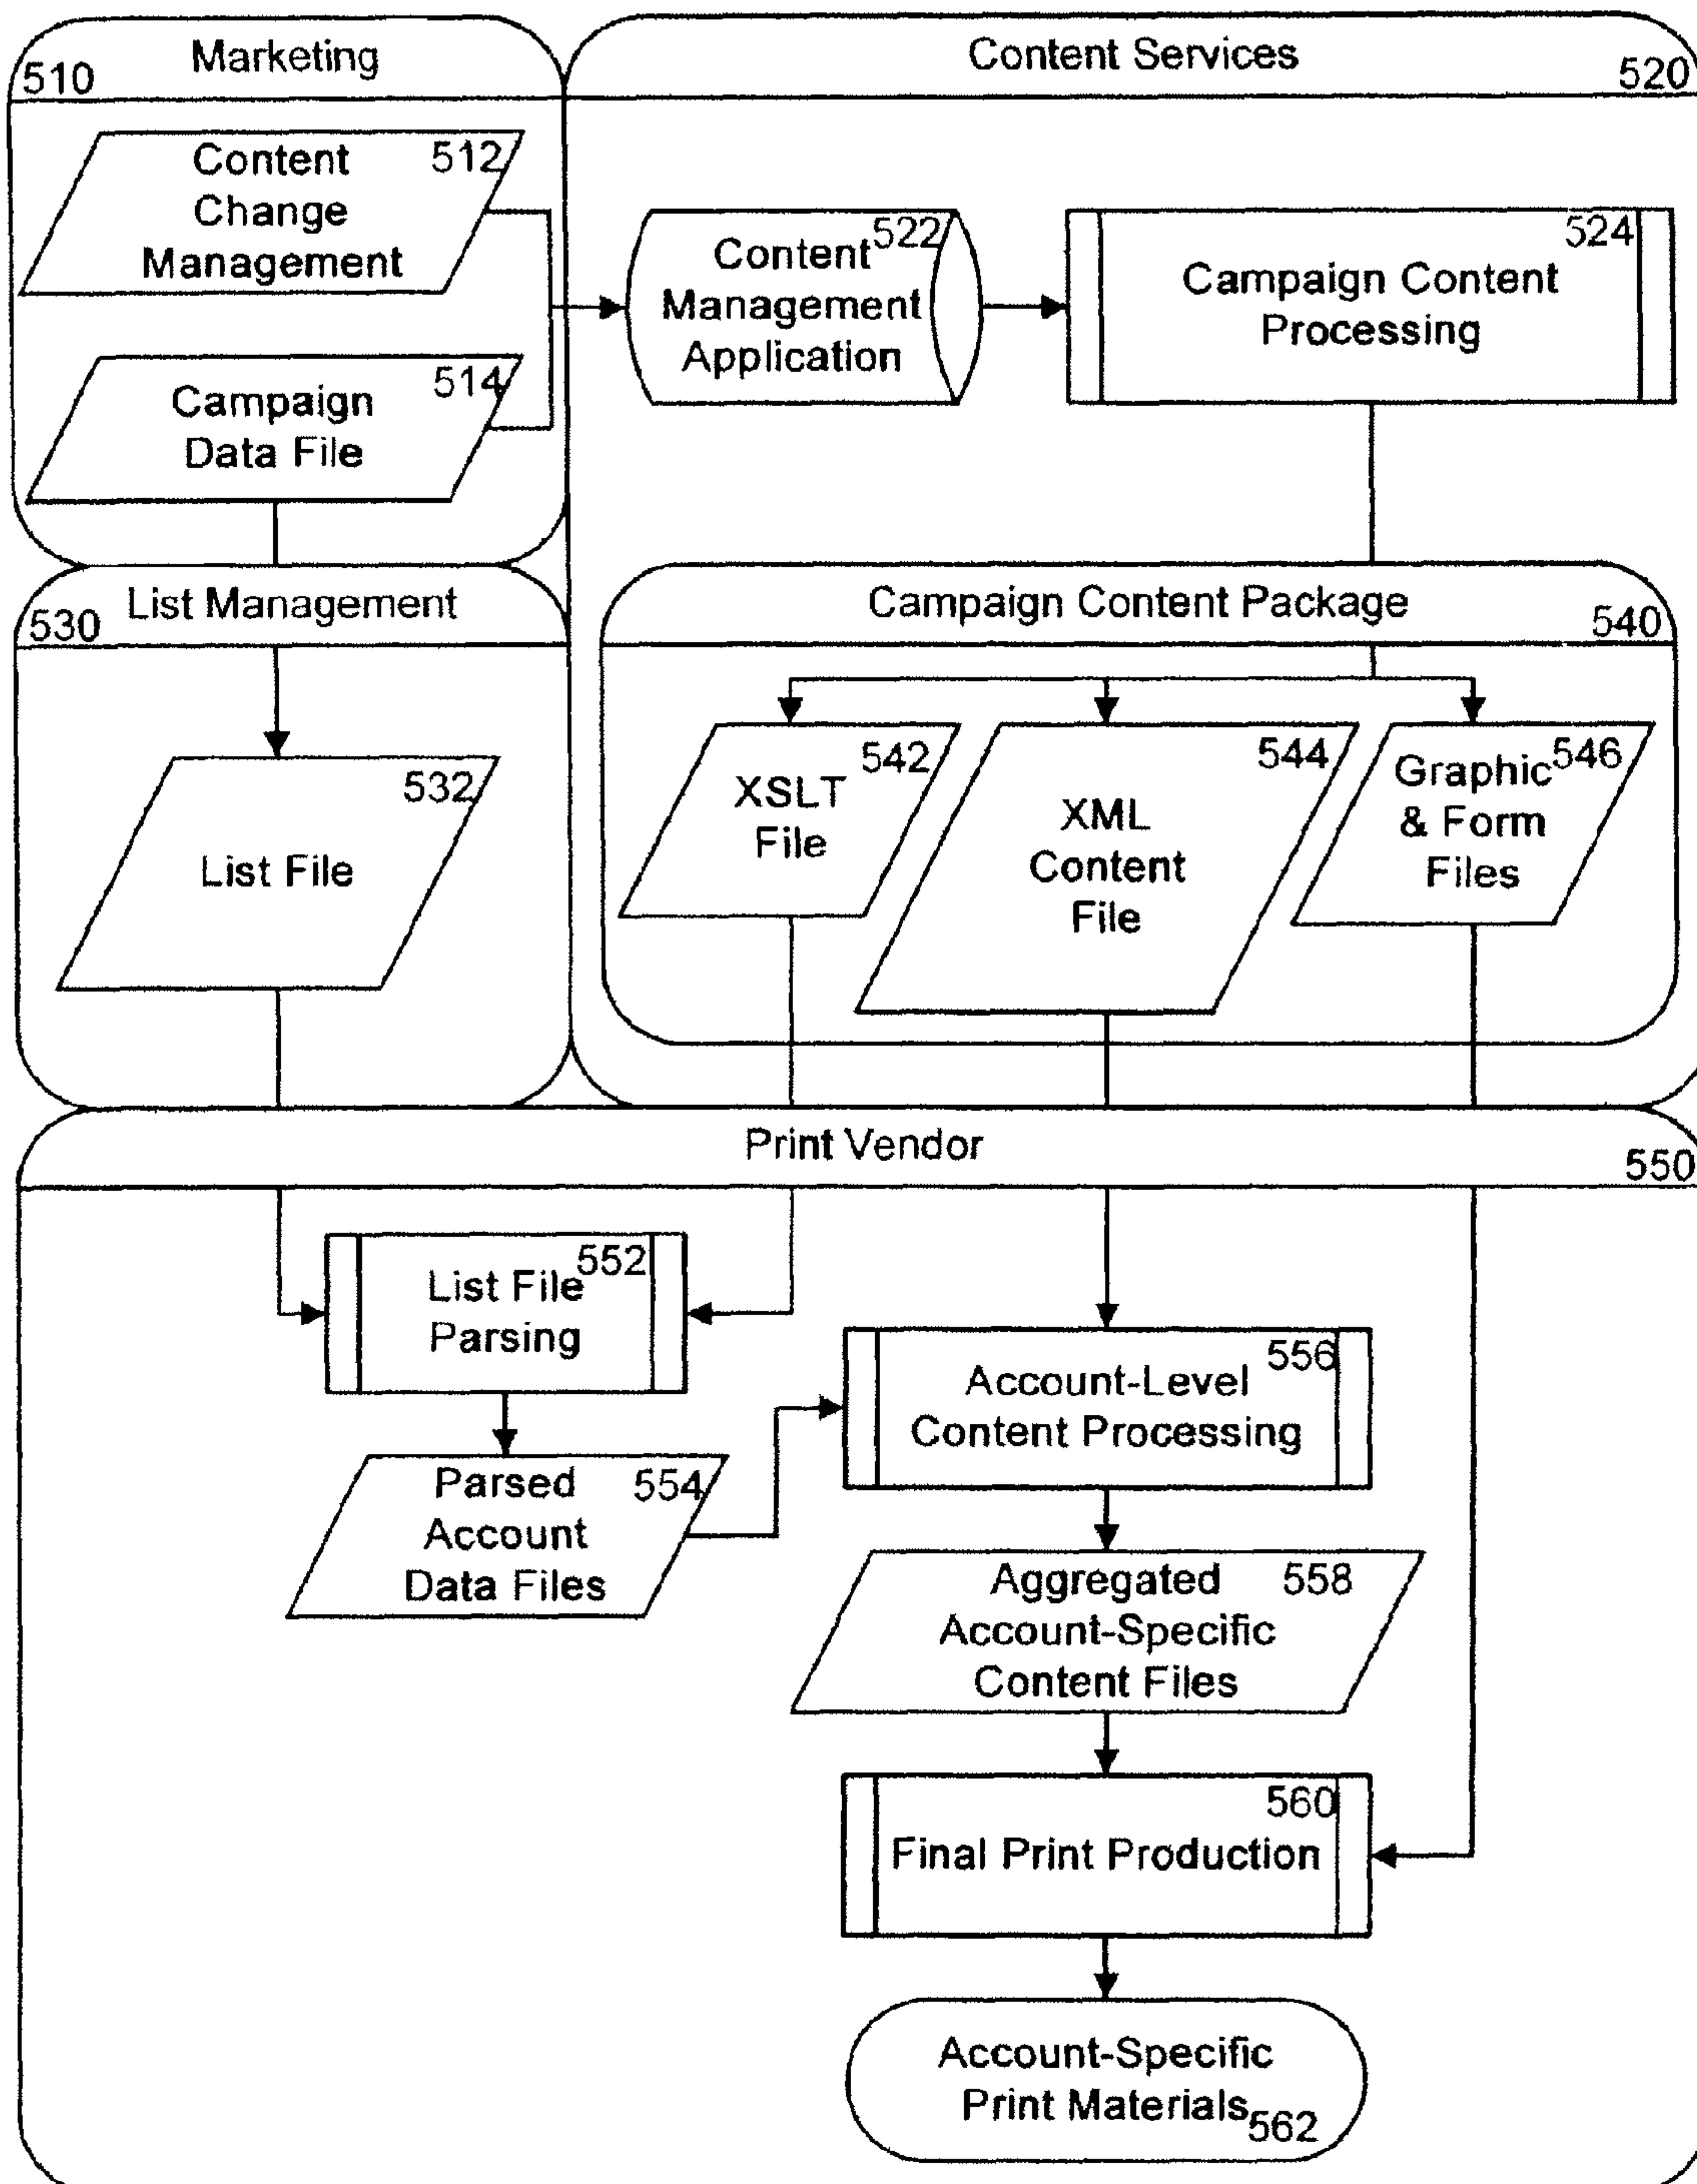 Marketing
510
Content Services
520
Content 512
Change
Management
Content 522
Management
Application
524
Campaign Content
Processing
Campaign 514
Data File
List Management
530
Campaign Content Package
540
532
List File
542
XSLT
File
544
XML
Content
File
Graphic 546
& Form
Files
Print Vendor
550
List File 552
Parsing
556
Account-Level
Content Processing
Parsed 554
Account
Data Files
Aggregated 558
Account-Specific
Content Files
560
Final Print Production
Account-Specific
Print Materials 562